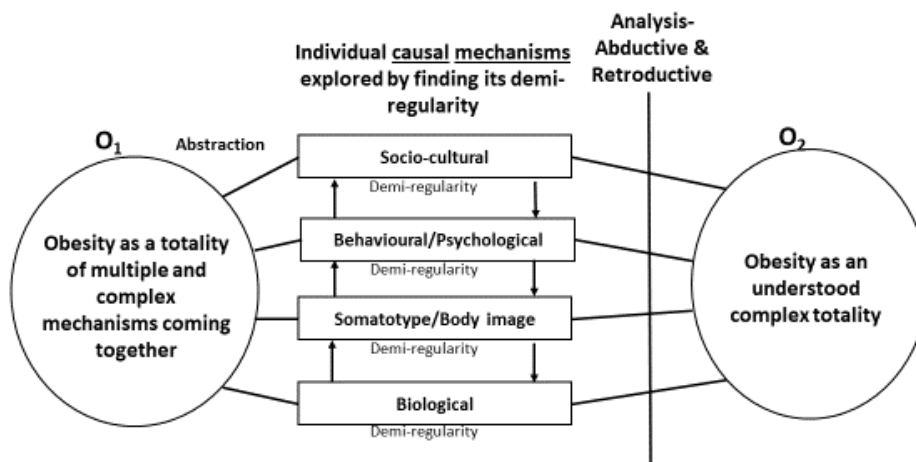 Analysis-
Abductive &
Retroductive
Individual causal mechanisms
explored by finding its demi-
regularity
O1
Abstraction
O2
Socio-cultural
Demi-regularity
Behavioural/Psychological
Demi-regularity
Somatotype/Body image
Demi-regularity
Biological
Demi-regularity
Obesity as a totality
of multiple and
complex
mechanisms coming
together
Obesity as an
understood
complex totality